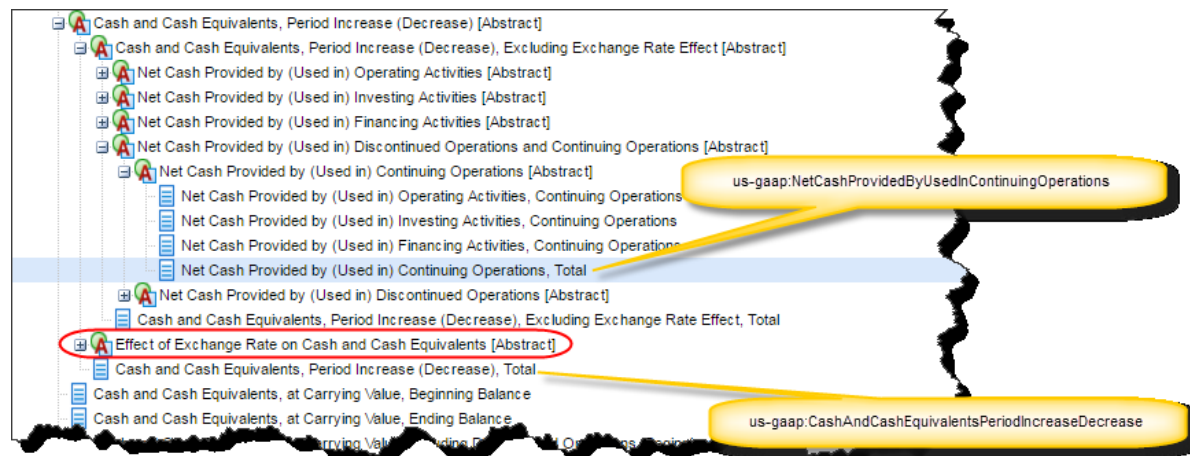 Cash and Cash Equivalents, Period Increase (Decrease) [Abstract]
Cash and Cash Equivalents, Period Increase (Decrease), Excluding Exchange Rate Effect [Abstract]
Net Cash Provided by (Used in) Operating Activities [Abstract]
Net Cash Provided by (Used in) Investing Activities [Abstract]
Net Cash Provided by (Used in) Financing Activities [Abstract]
Net Cash Provided by (Used in) Discontinued Operations and Continuing Operations [Abstract]
Net Cash Provided by (Used in) Continuing Operations [Abstract]
us-gaap:NetCashProvidedByUsedInContinuingOperations
Net Cash Provided by (Used in) Operating Activities, Continuing Operations
Net Cash Provided by (Used in) Investing Activities, Continuing Operations
Net Cash Provided by (Used in) Financing Activities, Continuing Operations
Net Cash Provided by (Used in) Continuing Operations, Total
Net Cash Provided by (Used in) Discontinued Operations [Abstract]
Cash and Cash Equivalents, Period Increase (Decrease), Excluding Exchange Rate Effect, Total
Effect of Exchange Rate on Cash and Cash Equivalents [Abstract]
Cash and Cash Equivalents, Period Increase (Decrease), Total
Cash and Cash Equivalents, at Carrying Value, Beginning Balance
Cash and Cash Equivalents, at Carrying Value, Ending Balance
us-gaap:CashAndCashEquivalentsPeriodIncreaseDecrease